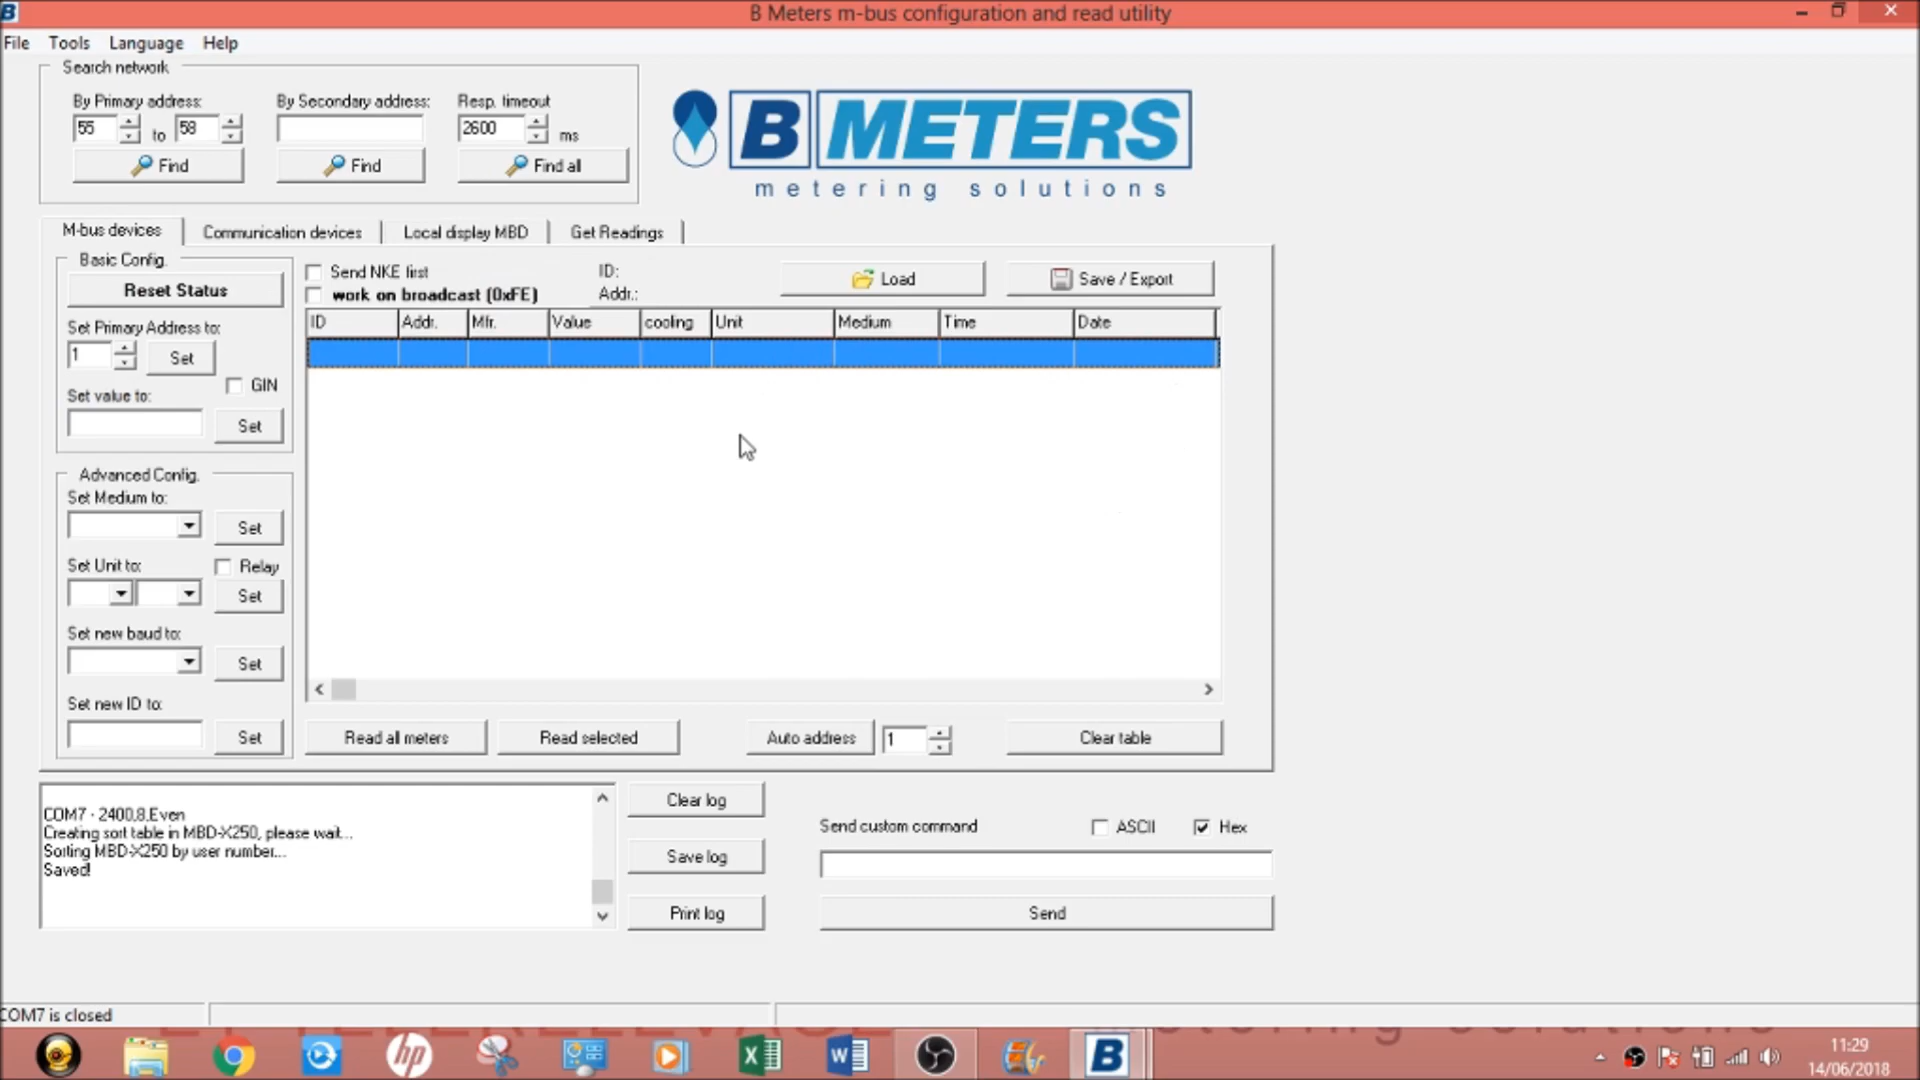 B Meters m-bus configuration and read utility
File Tools Language Help
Search network
By Primary address: By Secondary address: Resp. timeout
55 to 58 2600 ms
Find Find Find all
B METERS
metering solutions
M-bus devices Communication devices Local display MBD Get Readings
Basic Config.
Reset Status
Send NKE first ID: Load Save / Export
work on broadcast (0xFE) Addr.:
ID Addr. Mfr. Value cooling Unit Medium Time Date
Set Primary Address to:
1 Set
GIN
Set value to:
Set
Advanced Config.
Set Medium to:
Set
Set Unit to: Relay
Set
Set new baud to:
Set
Set new ID to:
Set
Read all meters Read selected Auto address 1 Clear table
COM7 - 2400,8,Even
Creating sort table in MBD-X250, please wait...
Sorting MBD-X250 by user number...
Saved!
Clear log
Save log
Print log
Send custom command ASCII Hex
Send
COM7 is closed
11:29
14/06/2018